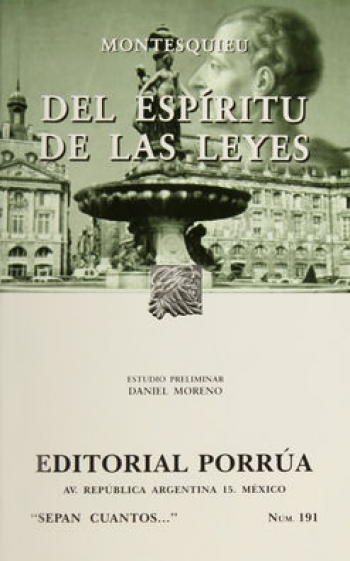 MONTESQUIEU
DEL ESPÍRITU
DE LAS LEYES
ESTUDIO PRELIMINAR
DANIEL MORENO
EDITORIAL PORRÚA
AV. REPÚBLICA ARGENTINA 15. MÉXICO
"SEPAN CUANTOS..." NÚM. 191